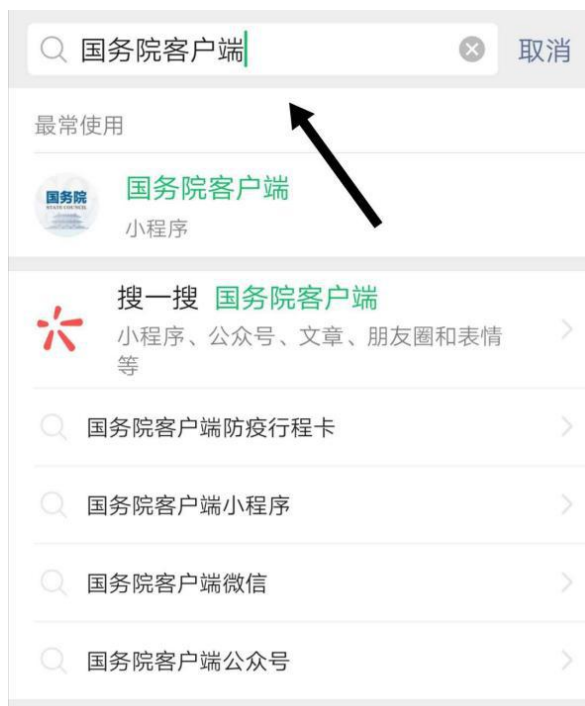 国务院客户端
取消
最常使用
国务院
STATE COUNCIL
国务院客户端
小程序
搜一搜 国务院客户端
小程序、公众号、文章、朋友圈和表情
等
国务院客户端防疫行程卡
国务院客户端小程序
国务院客户端微信
国务院客户端公众号